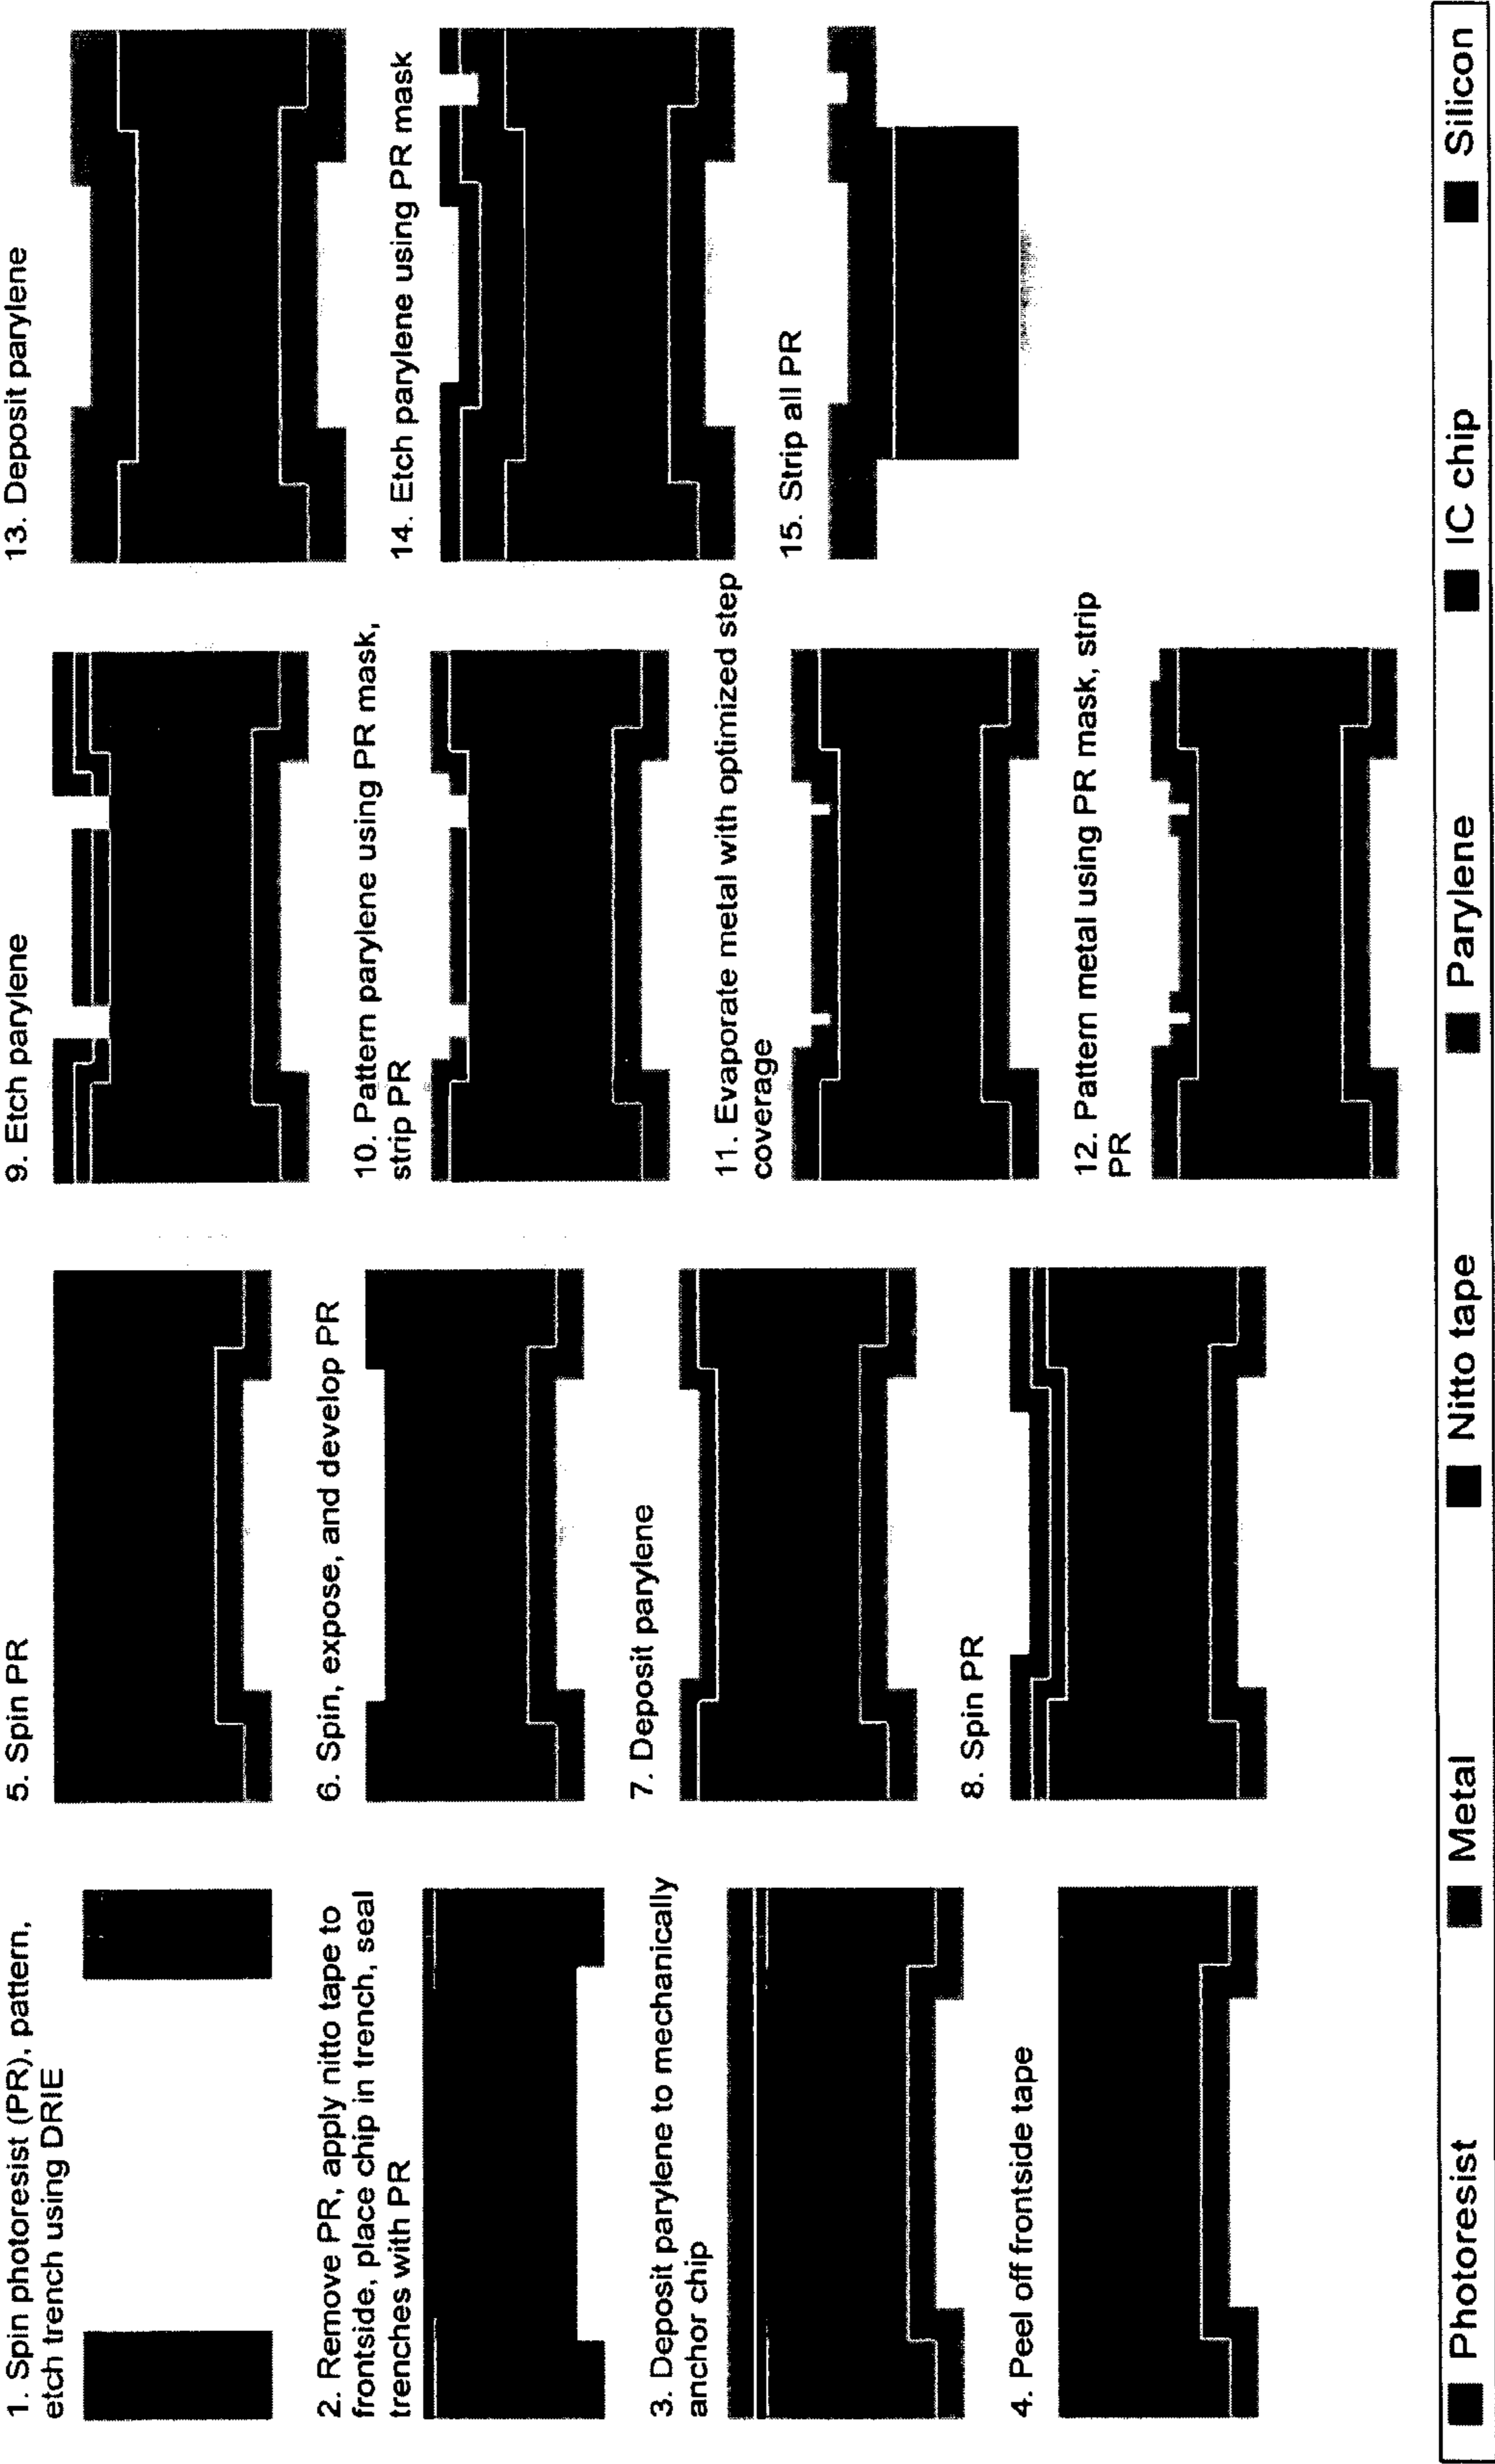 1. Spin photoresist (PR), pattern,
etch trench using DRIE
2. Remove PR, apply nitto tape to
frontside, place chip in trench, seal
trenches with PR
3. Deposit parylene to mechanically
anchor chip
4. Peel off frontside tape
5. Spin PR
6. Spin, expose, and develop PR
7. Deposit parylene
8. Spin PR
9. Etch parylene
10. Pattern parylene using PR mask,
strip PR
11. Evaporate metal with optimized step
coverage
12. Pattern metal using PR mask, strip
PR
13. Deposit parylene
14. Etch parylene using PR mask
15. Strip all PR
Photoresist Metal Nitto tape Parylene IC chip Silicon